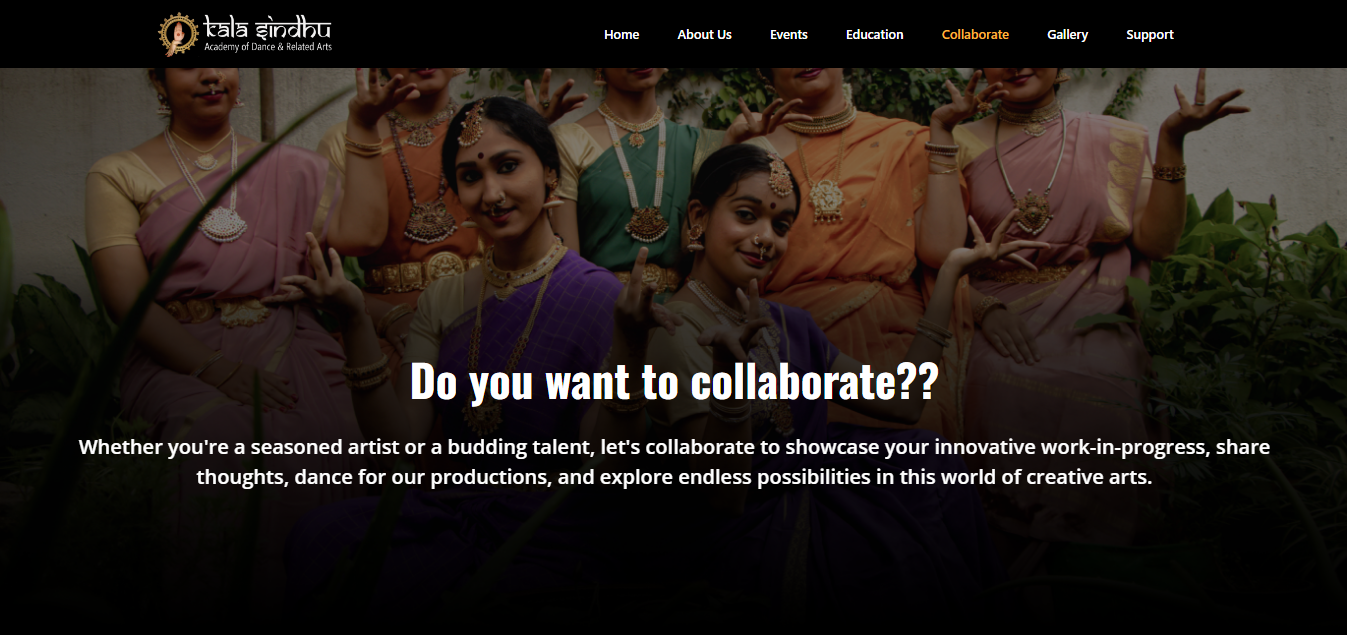 kala sindhu
Academy of Dance & Related Arts
Home About Us Events Education Collaborate Gallery Support
Do you want to collaborate??
Whether you're a seasoned artist or a budding talent, let's collaborate to showcase your innovative work-in-progress, share
thoughts, dance for our productions, and explore endless possibilities in this world of creative arts.